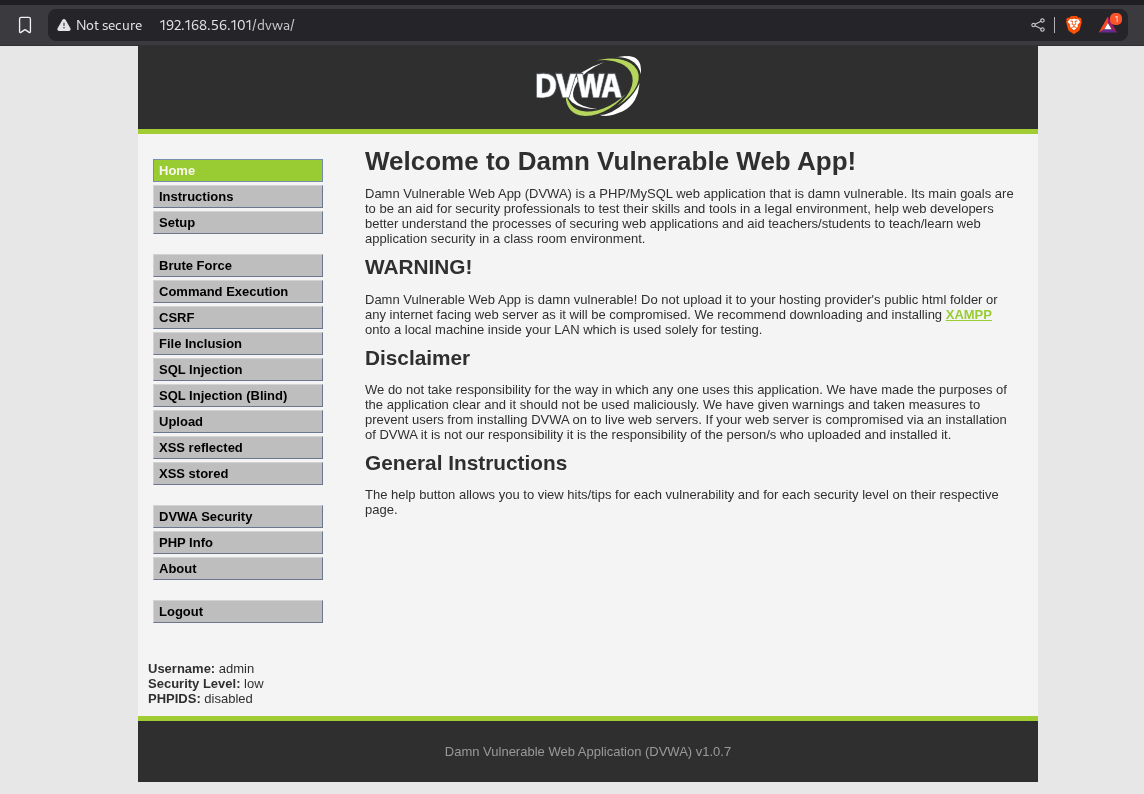 Not secure 192.168.56.101/dvwa/
1
DVWA
Home
Instructions
Setup
Brute Force
Command Execution
CSRF
File Inclusion
SQL Injection
SQL Injection (Blind)
Upload
XSS reflected
XSS stored
DVWA Security
PHP Info
About
Logout
Username: admin
Security Level: low
PHPIDS: disabled
Welcome to Damn Vulnerable Web App!
Damn Vulnerable Web App (DVWA) is a PHP/MySQL web application that is damn vulnerable. Its main goals are
to be an aid for security professionals to test their skills and tools in a legal environment, help web developers
better understand the processes of securing web applications and aid teachers/students to teach/learn web
application security in a class room environment.
WARNING!
Damn Vulnerable Web App is damn vulnerable! Do not upload it to your hosting provider's public html folder or
any internet facing web server as it will be compromised. We recommend downloading and installing XAMPP
onto a local machine inside your LAN which is used solely for testing.
Disclaimer
We do not take responsibility for the way in which any one uses this application. We have made the purposes of
the application clear and it should not be used maliciously. We have given warnings and taken measures to
prevent users from installing DVWA on to live web servers. If your web server is compromised via an installation
of DVWA it is not our responsibility it is the responsibility of the person/s who uploaded and installed it.
General Instructions
The help button allows you to view hits/tips for each vulnerability and for each security level on their respective
page.
Damn Vulnerable Web Application (DVWA) v1.0.7